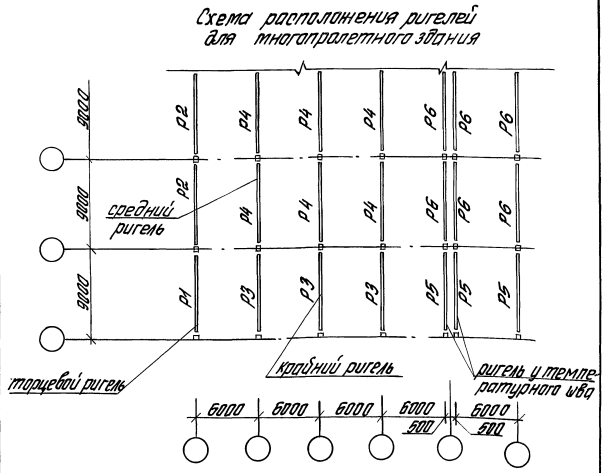 Схема расположения ригелей
для многопролетного здания
9000
Р2
Р4
Р4
Р4
Р6
Р6
Р6
9000
Р2
средний
ригель
Р4
Р4
Р4
Р6
Р6
Р6
9000
Р1
Р3
Р3
Р3
Р5
Р5
Р5
торцевой ригель
крайний ригель
ригель у темпе-
ратурного шва
6000
6000
6000
6000
6000
500
500